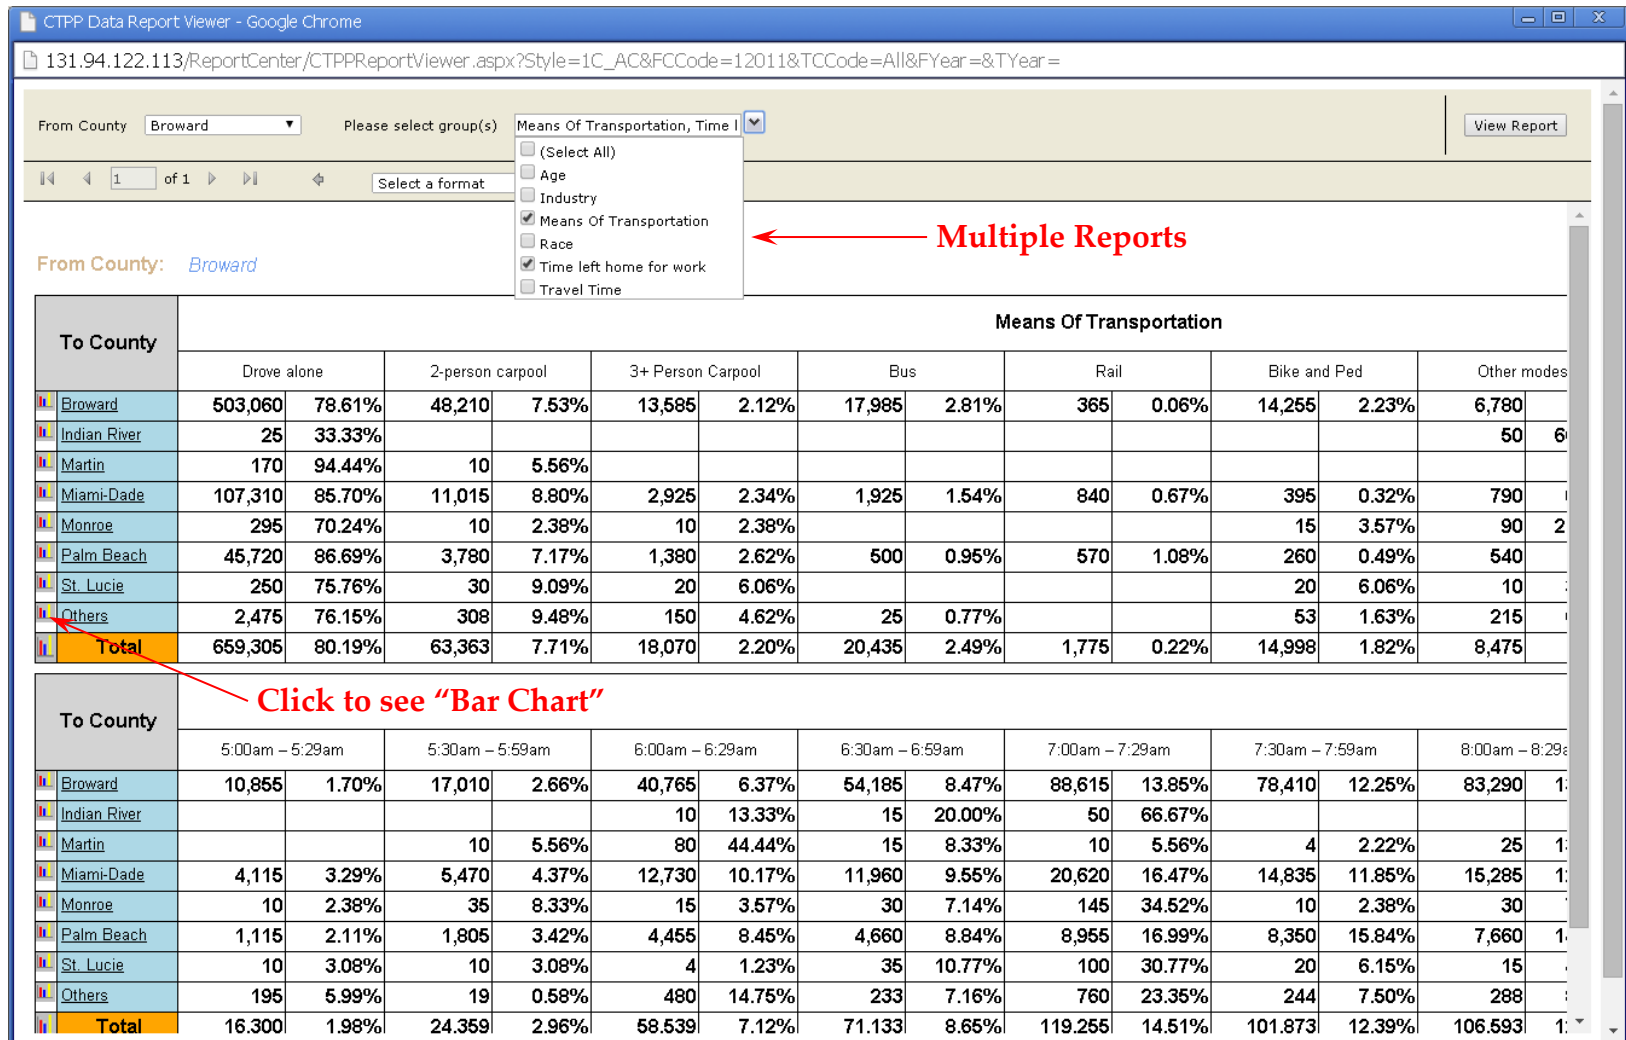 CTPP Data Report Viewer - Google Chrome
131.94.122.113/ReportCenter/CTPPReportViewer.aspx?Style=1C_AC&FCCode=12011&TCCode=All&FYear=&TYear=
From County Broward Please select group(s) Means Of Transportation, Time l View Report
(Select All)
Age
1 of 1 Select a format
Industry
Means Of Transportation
Race
Time left home for work
Travel Time
Multiple Reports
From County: Broward
To County Means Of Transportation
Drove alone 2-person carpool 3+ Person Carpool Bus Rail Bike and Ped Other modes
Broward 503,060 78.61% 48,210 7.53% 13,585 2.12% 17,985 2.81% 365 0.06% 14,255 2.23% 6,780
Indian River 25 33.33% 50 6
Martin 170 94.44% 10 5.56%
Miami-Dade 107,310 85.70% 11,015 8.80% 2,925 2.34% 1,925 1.54% 840 0.67% 395 0.32% 790
Monroe 295 70.24% 10 2.38% 10 2.38% 15 3.57% 90 2
Palm Beach 45,720 86.69% 3,780 7.17% 1,380 2.62% 500 0.95% 570 1.08% 260 0.49% 540
St. Lucie 250 75.76% 30 9.09% 20 6.06% 20 6.06% 10
Others 2,475 76.15% 308 9.48% 150 4.62% 25 0.77% 53 1.63% 215
Total 659,305 80.19% 63,363 7.71% 18,070 2.20% 20,435 2.49% 1,775 0.22% 14,998 1.82% 8,475
Click to see “Bar Chart”
To County
5:00am – 5:29am 5:30am – 5:59am 6:00am – 6:29am 6:30am – 6:59am 7:00am – 7:29am 7:30am – 7:59am 8:00am – 8:29a
Broward 10,855 1.70% 17,010 2.66% 40,765 6.37% 54,185 8.47% 88,615 13.85% 78,410 12.25% 83,290 1
Indian River 10 13.33% 15 20.00% 50 66.67%
Martin 10 5.56% 80 44.44% 15 8.33% 10 5.56% 4 2.22% 25 1
Miami-Dade 4,115 3.29% 5,470 4.37% 12,730 10.17% 11,960 9.55% 20,620 16.47% 14,835 11.85% 15,285 1
Monroe 10 2.38% 35 8.33% 15 3.57% 30 7.14% 145 34.52% 10 2.38% 30
Palm Beach 1,115 2.11% 1,805 3.42% 4,455 8.45% 4,660 8.84% 8,955 16.99% 8,350 15.84% 7,660 1
St. Lucie 10 3.08% 10 3.08% 4 1.23% 35 10.77% 100 30.77% 20 6.15% 15
Others 195 5.99% 19 0.58% 480 14.75% 233 7.16% 760 23.35% 244 7.50% 288
Total 16,300 1.98% 24,359 2.96% 58,539 7.12% 71,133 8.65% 119,255 14.51% 101,873 12.39% 106,593 1